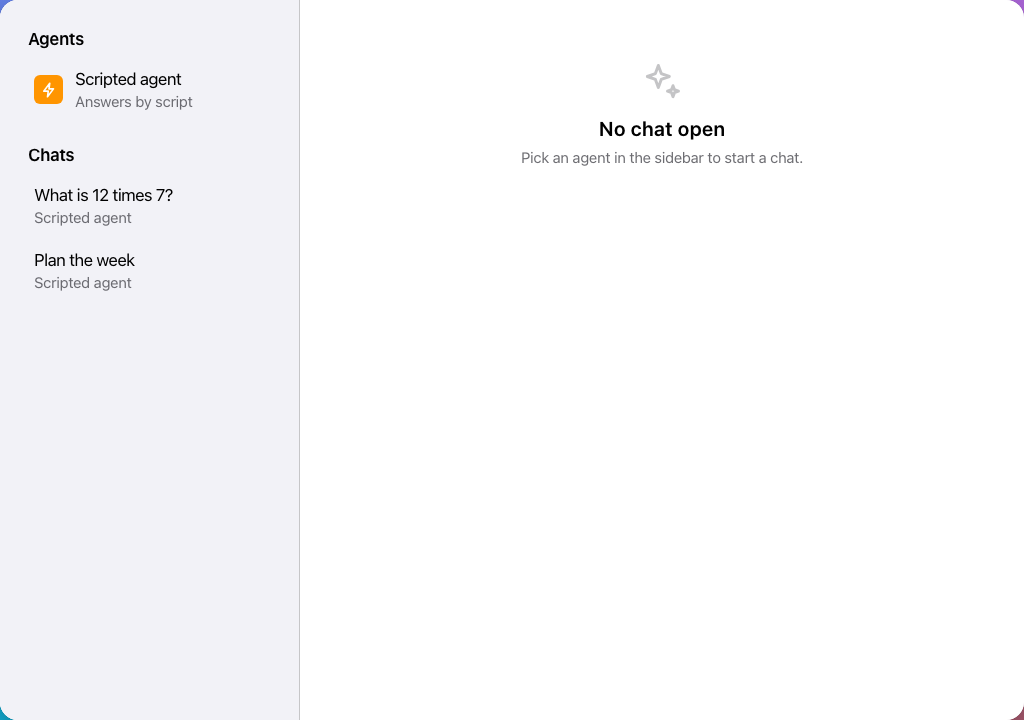 Agents
Scripted agent
Answers by script
Chats
What is 12 times 7?
Scripted agent
Plan the week
Scripted agent
No chat open
Pick an agent in the sidebar to start a chat.